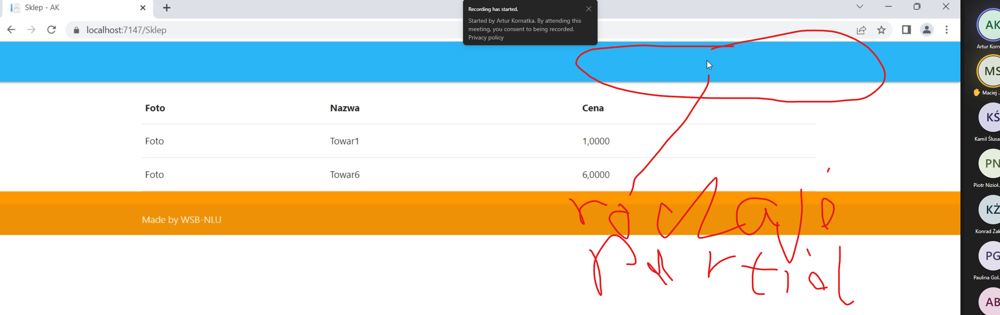 Sklep - AK
Recording has started.
Started by Artur Kornatka. By attending this
meeting, you consent to being recorded.
Privacy policy
localhost:7147/Sklep
Foto Nazwa Cena
Foto Towar1 1,0000
Foto Towar6 6,0000
Made by WSB-NLU
rodzaje
Partial
AK
Artur Korn
MS
Maciej ...
KŚ
Kamil Ślusa
PN
Piotr Nizioł...
KŻ
Konrad Żak
PG
Paulina Gol...
AB